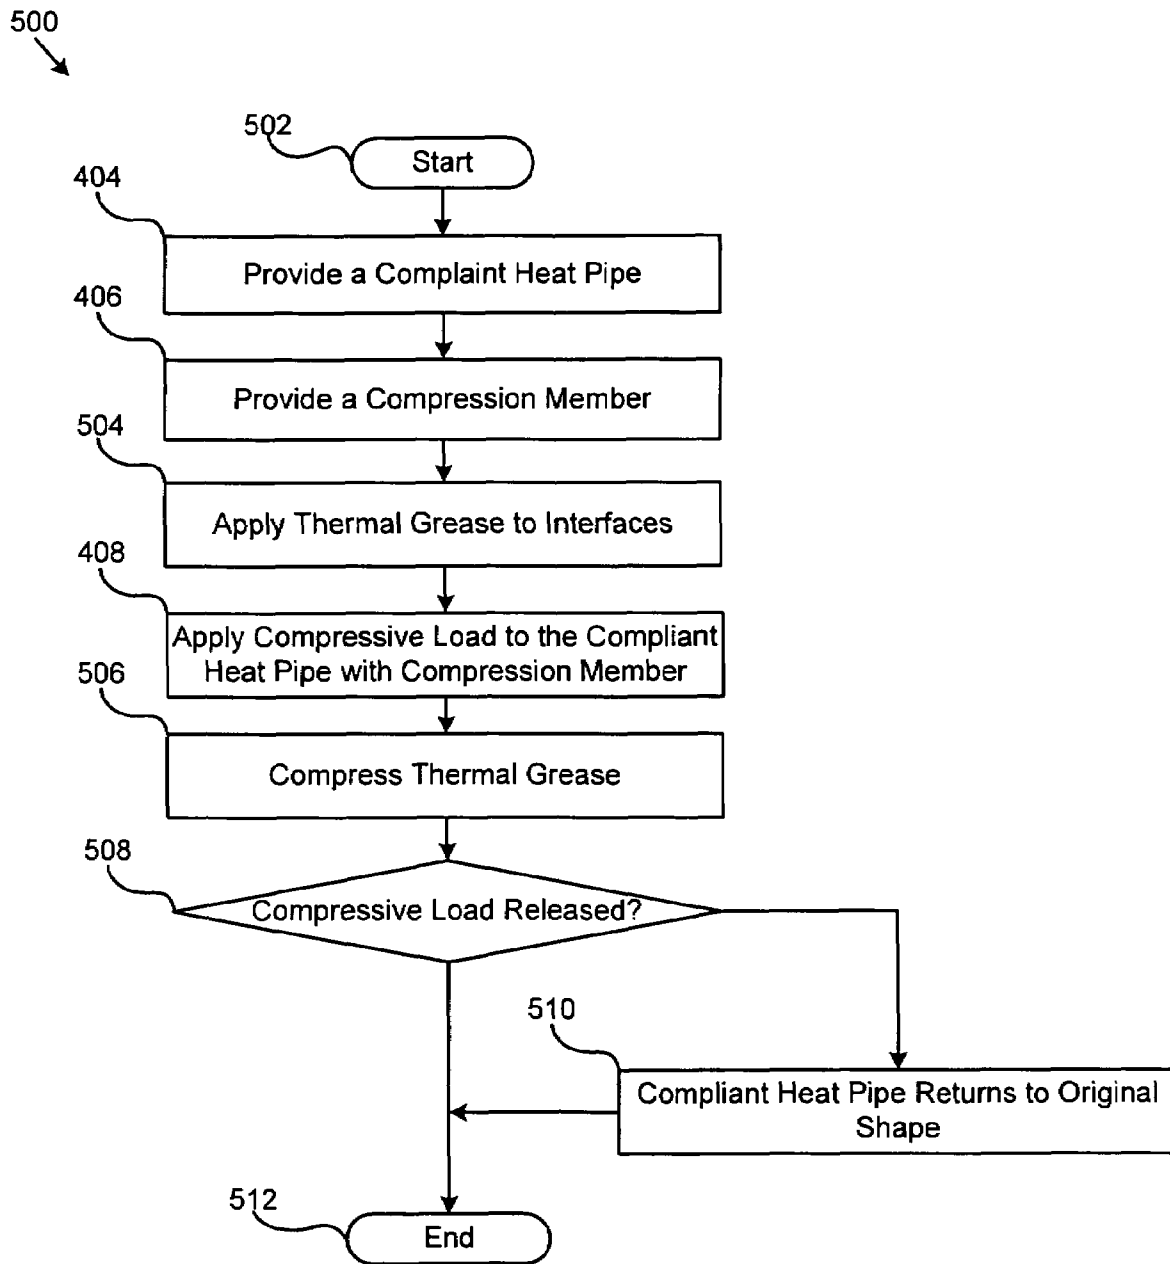 500
502
Start
404
Provide a Complaint Heat Pipe
406
Provide a Compression Member
504
Apply Thermal Grease to Interfaces
408
Apply Compressive Load to the Compliant
Heat Pipe with Compression Member
506
Compress Thermal Grease
508
Compressive Load Released?
510
Compliant Heat Pipe Returns to Original
Shape
512
End